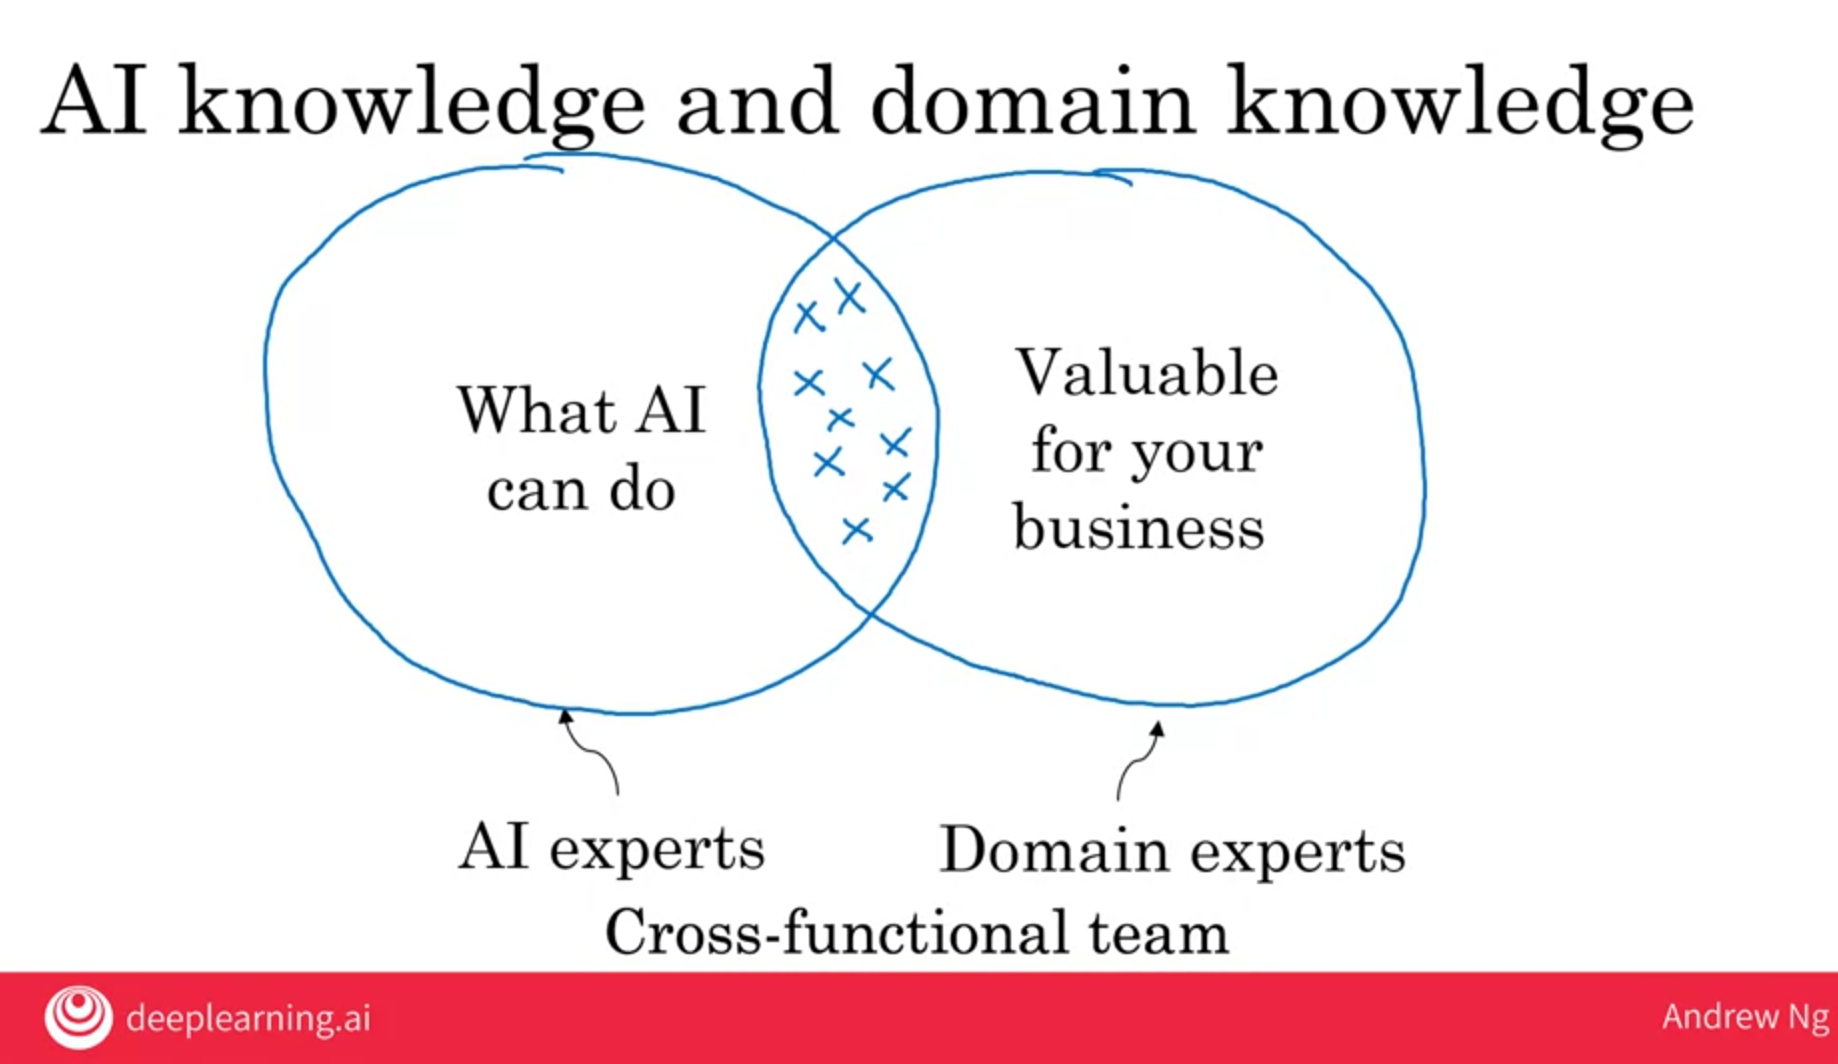 AI knowledge and domain knowledge
What AI
can do
Valuable
for your
business
AI experts
Domain experts
Cross-functional team
deeplearning.ai
Andrew Ng